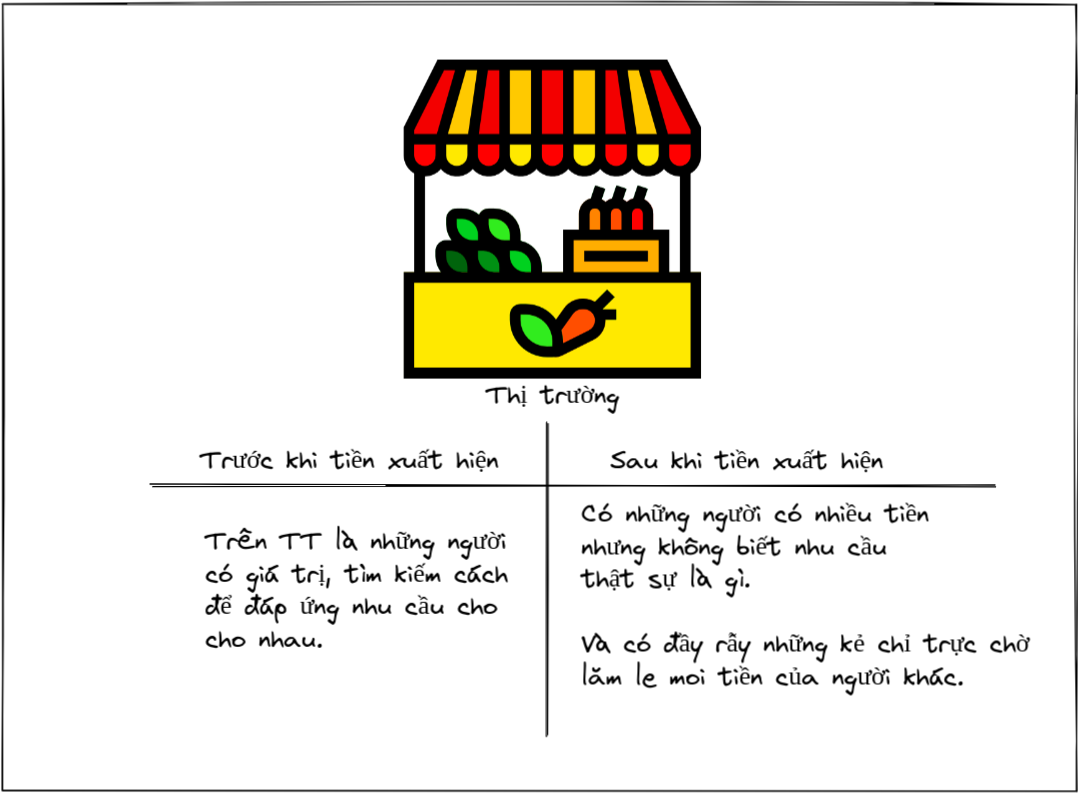 Thị trường
Trước khi tiền xuất hiện
Sau khi tiền xuất hiện
Trên TT là những người
có giá trị, tìm kiếm cách
để đáp ứng nhu cầu cho
cho nhau.
Có những người có nhiều tiền
nhưng không biết nhu cầu
thật sự là gì.
Và có đầy rẫy những kẻ chỉ trực chờ
lăm le moi tiền của người khác.